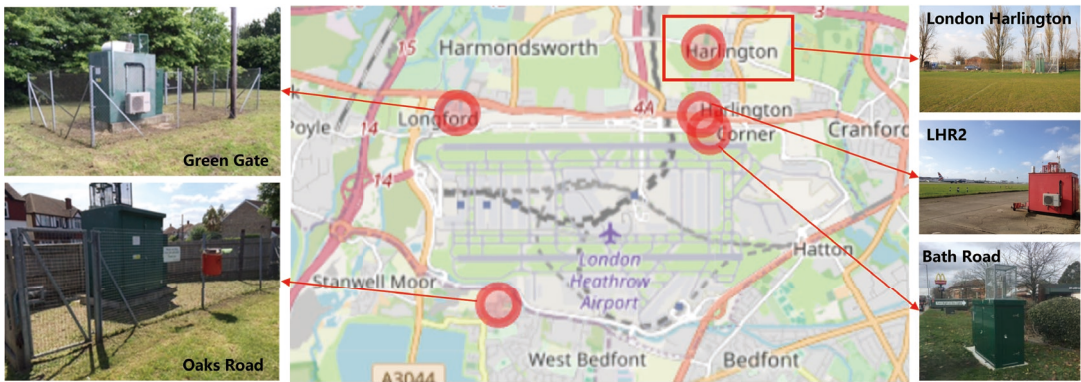 Green Gate
Oaks Road
15
Harmondsworth
3
Harlington
Longford
4A
Harlington
Corner
Poyle
14
Cranford
14
Hatton
London
Heathrow
Airport
Stanwell Moor
West Bedfont
Bedfont
A3044
London Harlington
LHR2
Bath Road